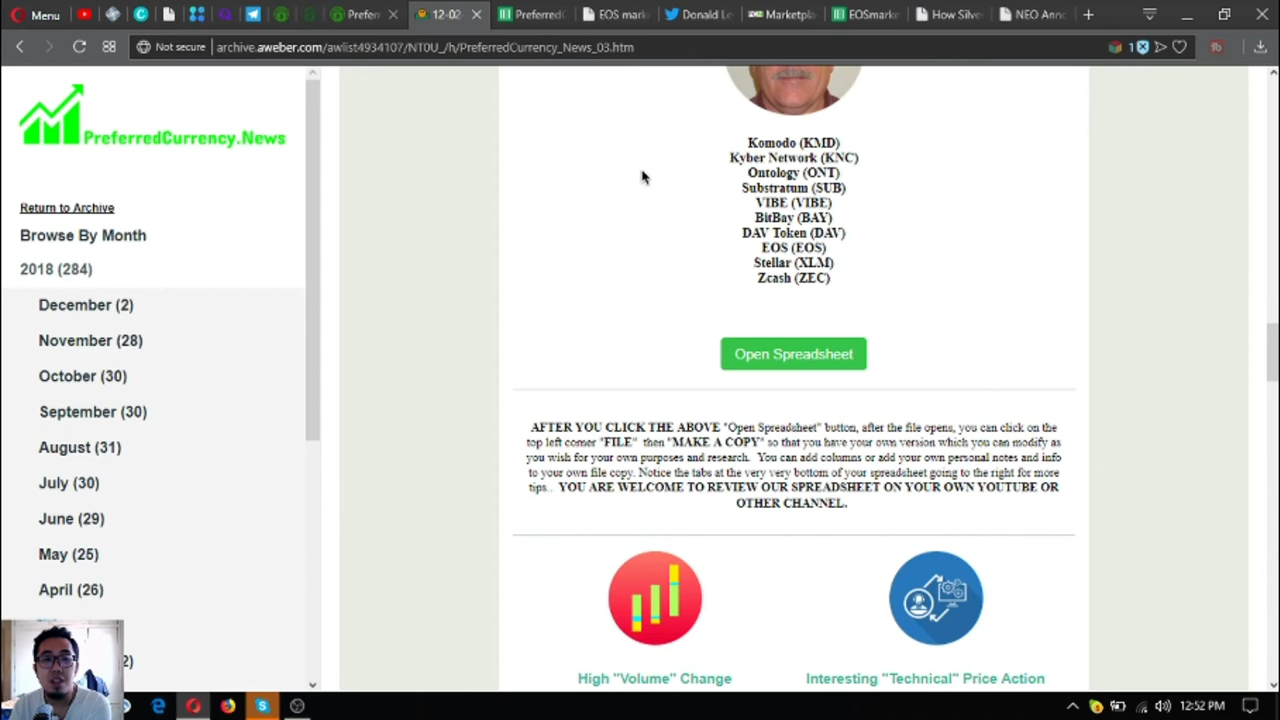 Menu
Preferr
12-02
PreferredC
EOS mark
Donald Le
Marketpla
EOSmarke
How Silve
NEO Anno
Not secure
archive.aweber.com/awlist4934107/NT0U_/h/PreferredCurrency_News_03.htm
1
PreferredCurrency.News
Return to Archive
Browse By Month
2018 (284)
December (2)
November (28)
October (30)
September (30)
August (31)
July (30)
June (29)
May (25)
April (26)
2)
Komodo (KMD)
Kyber Network (KNC)
Ontology (ONT)
Substratum (SUB)
VIBE (VIBE)
BitBay (BAY)
DAV Token (DAV)
EOS (EOS)
Stellar (XLM)
Zcash (ZEC)
Open Spreadsheet
AFTER YOU CLICK THE ABOVE "Open Spreadsheet" button, after the file opens, you can click on the
top left corner "FILE" then "MAKE A COPY" so that you have your own version which you can modify as
you wish for your own purposes and research. You can add columns or add your own personal notes and info
to your own file copy. Notice the tabs at the very very bottom of your spreadsheet going to the right for more
tips.. YOU ARE WELCOME TO REVIEW OUR SPREADSHEET ON YOUR OWN YOUTUBE OR
OTHER CHANNEL.
High "Volume" Change
Interesting "Technical" Price Action
12:52 PM